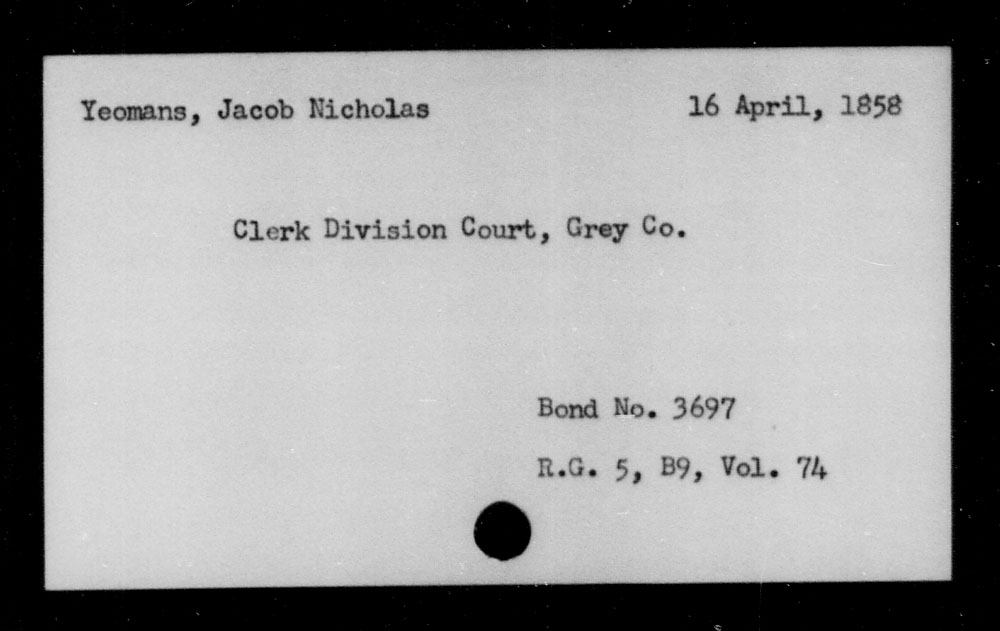 Yeomans, Jacob Nicholas 16 April, 1858
Clerk Division Court, Grey Co.
Bond No. 3697
R.G. 5, B9, Vol. 74